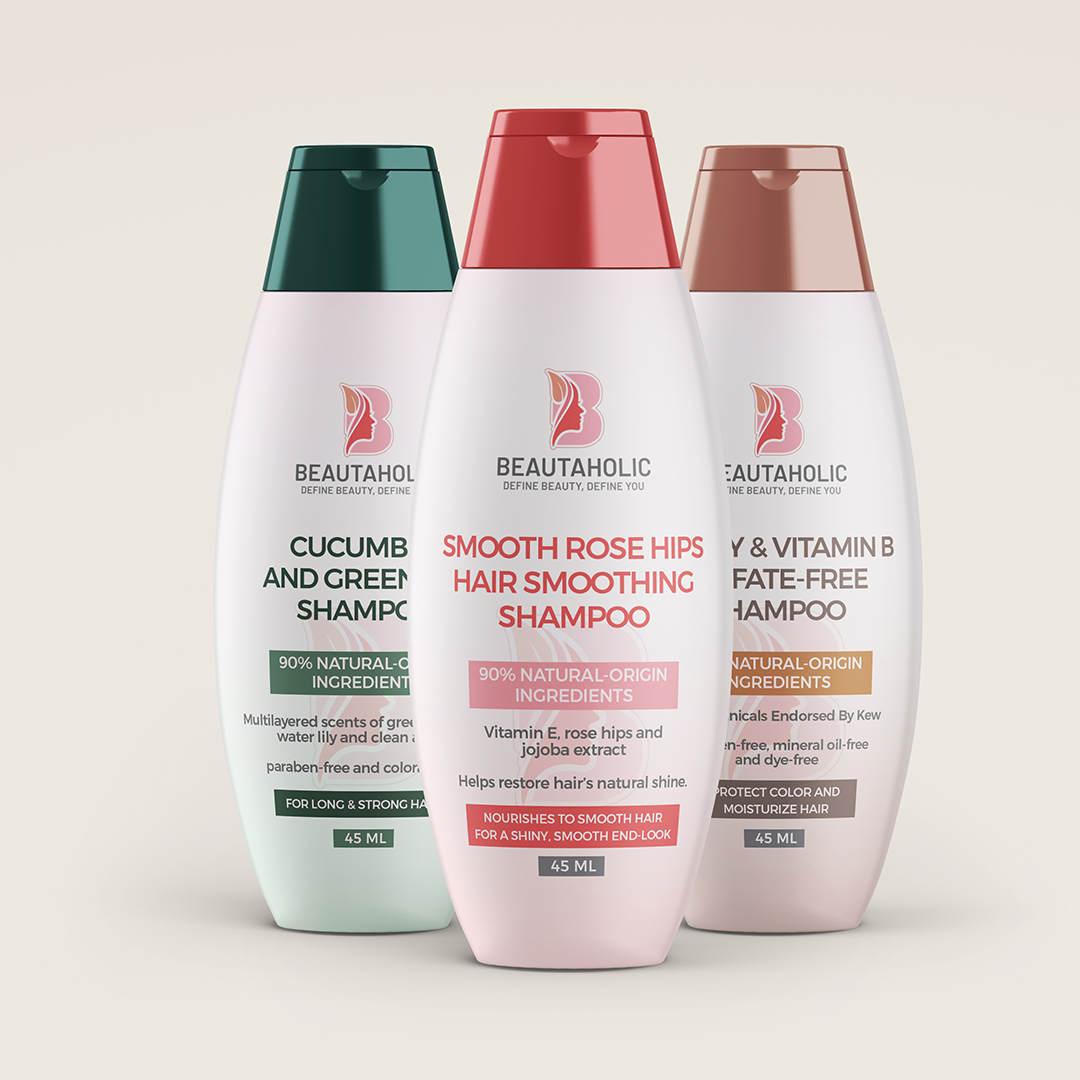 BEAUTAHOL
DEFINE BEAUTY, DEFINE
CUCUMB
AND GREEN
SHAMPO
90% NATURAL-O
INGREDIENT
Multilayered scents of gree
water lily and clean a
paraben-free and color
FOR LONG & STRONG HA
45 ML
B
BEAUTAHOLIC
DEFINE BEAUTY, DEFINE YOU
SMOOTH ROSE HIPS
HAIR SMOOTHING
SHAMPOO
90% NATURAL-ORIGIN
INGREDIENTS
Vitamin E, rose hips and
jojoba extract
Helps restore hair's natural shine.
NOURISHES TO SMOOTH HAIR
FOR A SHINY, SMOOTH END-LOOK
45 ML
EAUTAHOLIC
INE BEAUTY, DEFINE YOU
Y & VITAMIN B
FATE-FREE
HAMPOO
NATURAL-ORIGIN
NGREDIENTS
nicals Endorsed By Kew
en-free, mineral oil-free
and dye-free
PROTECT COLOR AND
MOISTURIZE HAIR
45 ML